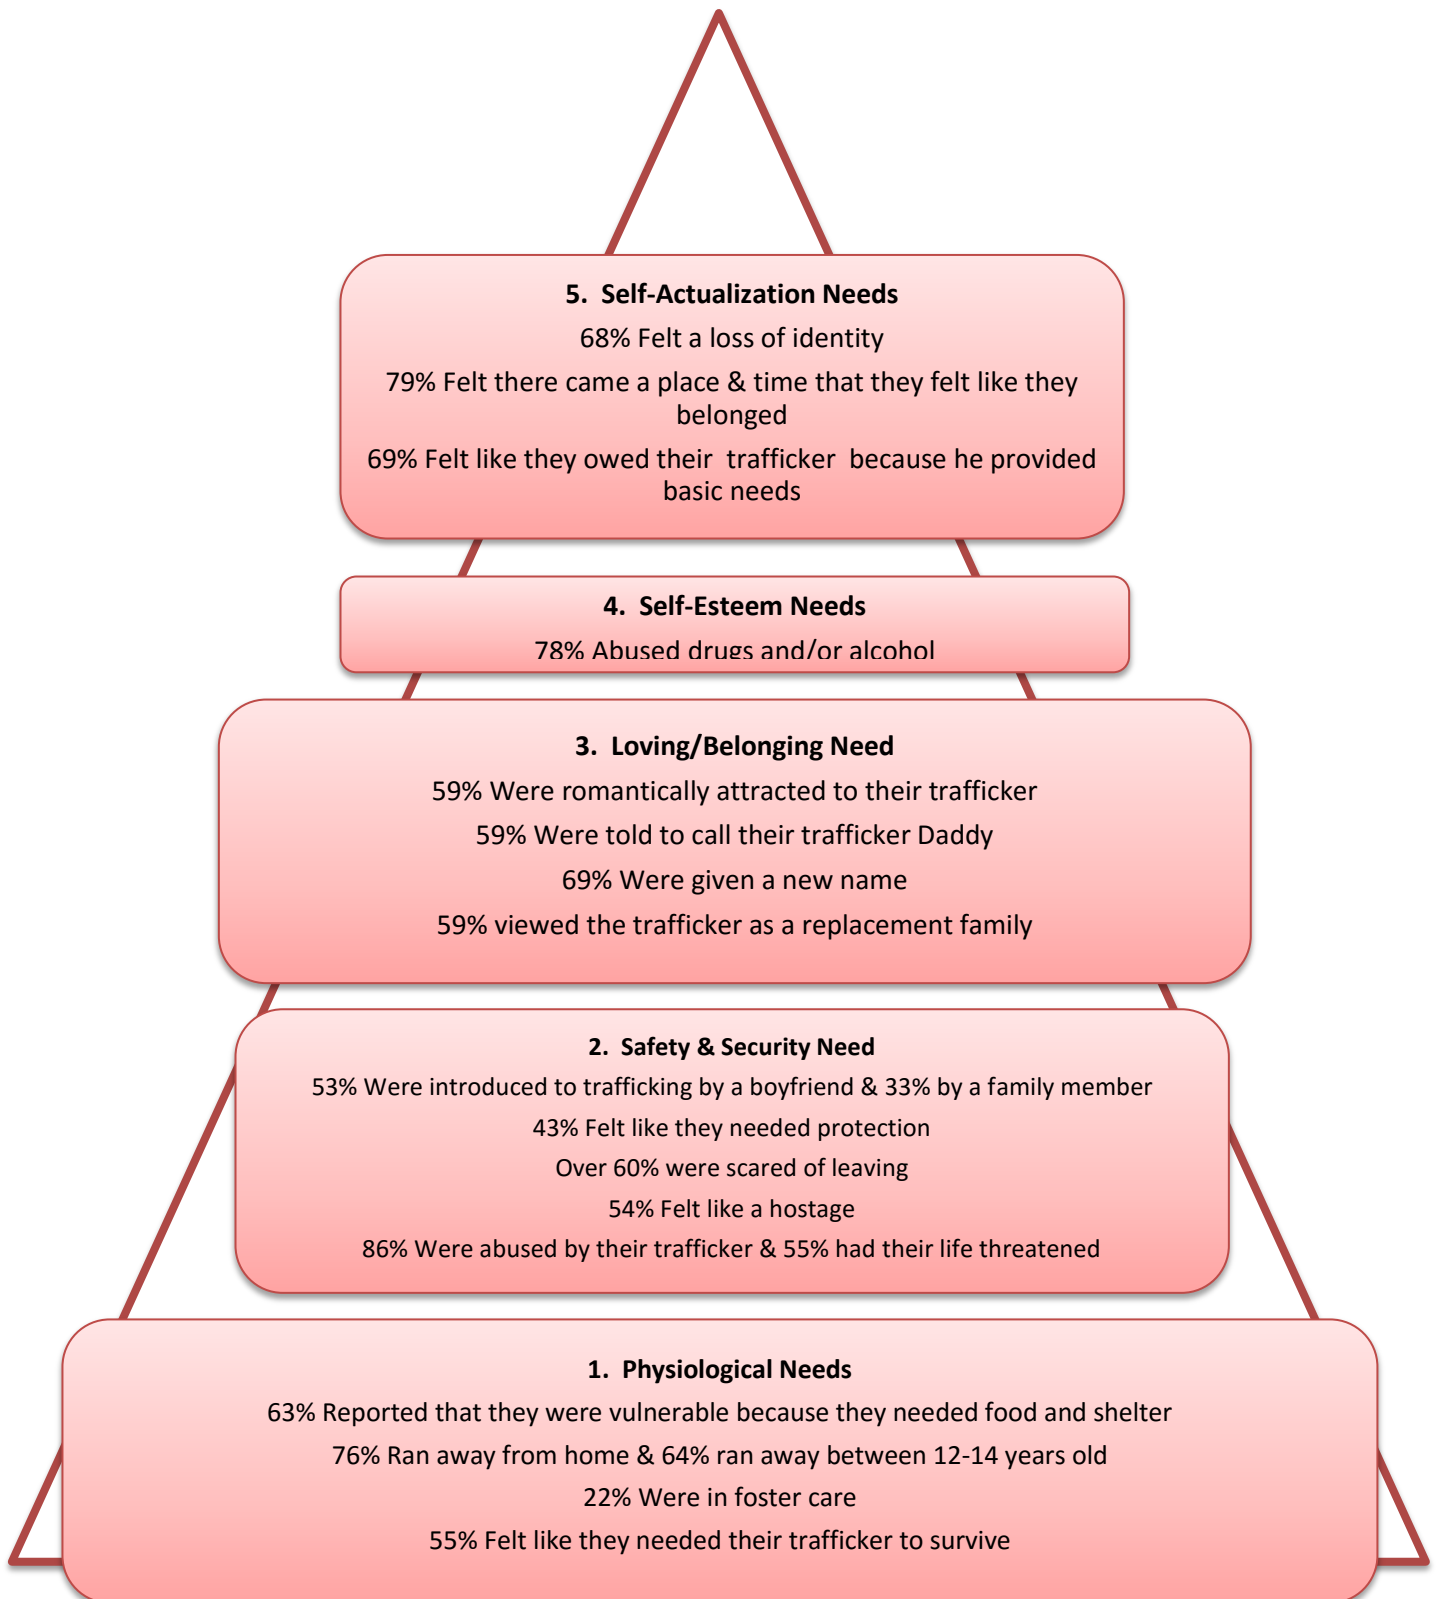 5. Self-Actualization Needs
68% Felt a loss of identity
79% Felt there came a place & time that they felt like they
belonged
69% Felt like they owed their trafficker because he provided
basic needs
4. Self-Esteem Needs
78% Abused drugs and/or alcohol
3. Loving/Belonging Need
59% Were romantically attracted to their trafficker
59% Were told to call their trafficker Daddy
69% Were given a new name
59% viewed the trafficker as a replacement family
2. Safety & Security Need
53% Were introduced to trafficking by a boyfriend & 33% by a family member
43% Felt like they needed protection
Over 60% were scared of leaving
54% Felt like a hostage
86% Were abused by their trafficker & 55% had their life threatened
1. Physiological Needs
63% Reported that they were vulnerable because they needed food and shelter
76% Ran away from home & 64% ran away between 12-14 years old
22% Were in foster care
55% Felt like they needed their trafficker to survive